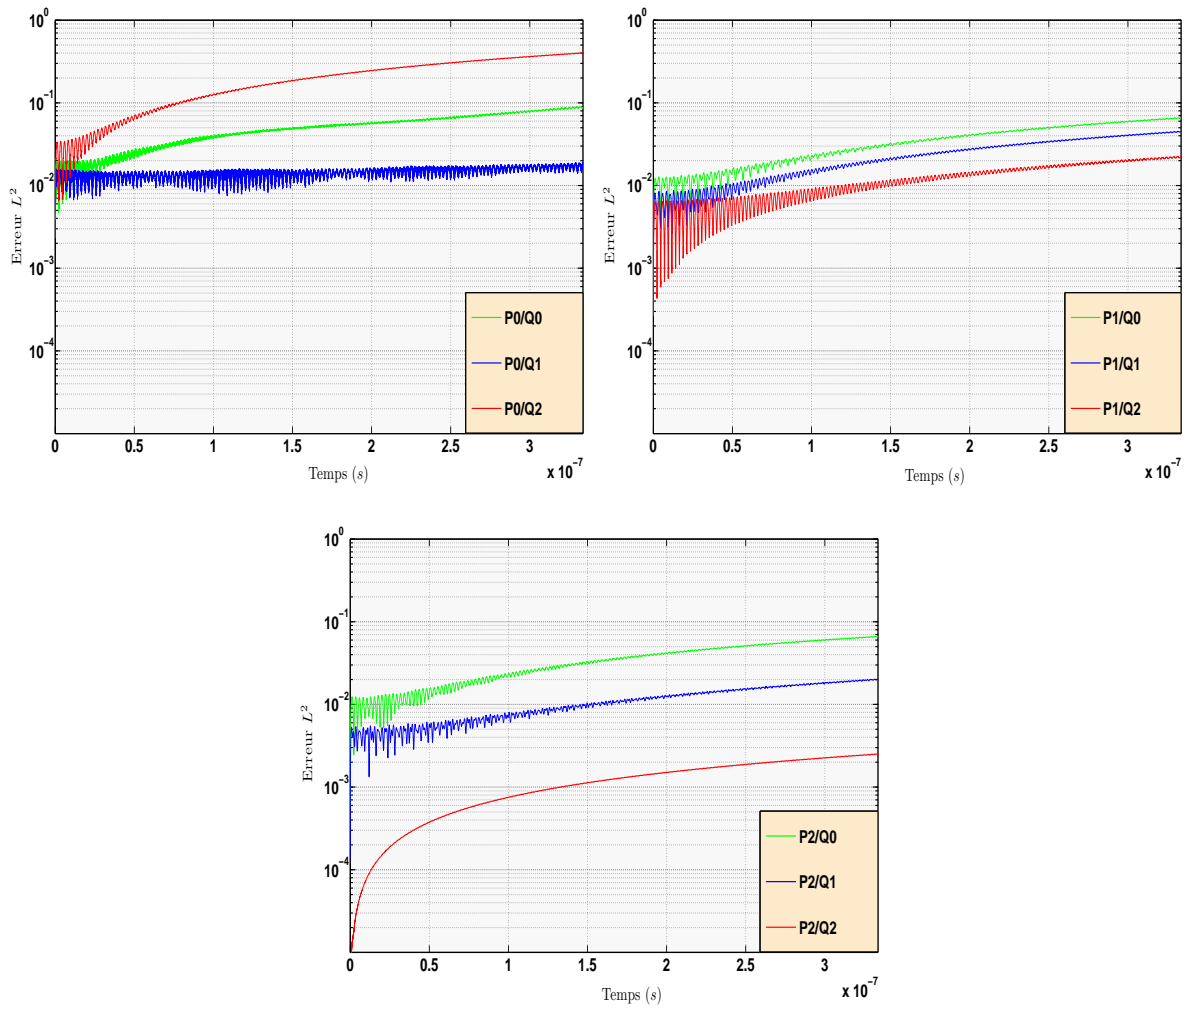 10^0
10^-1
10^-2
10^-3
10^-4
Erreur L^2
P0/Q0
P0/Q1
P0/Q2
0 0.5 1 1.5 2 2.5 3
x 10^-7
Temps (s)
10^0
10^-1
10^-2
10^-3
10^-4
Erreur L^2
P1/Q0
P1/Q1
P1/Q2
0 0.5 1 1.5 2 2.5 3
x 10^-7
Temps (s)
10^0
10^-1
10^-2
10^-3
10^-4
Erreur L^2
P2/Q0
P2/Q1
P2/Q2
0 0.5 1 1.5 2 2.5 3
x 10^-7
Temps (s)